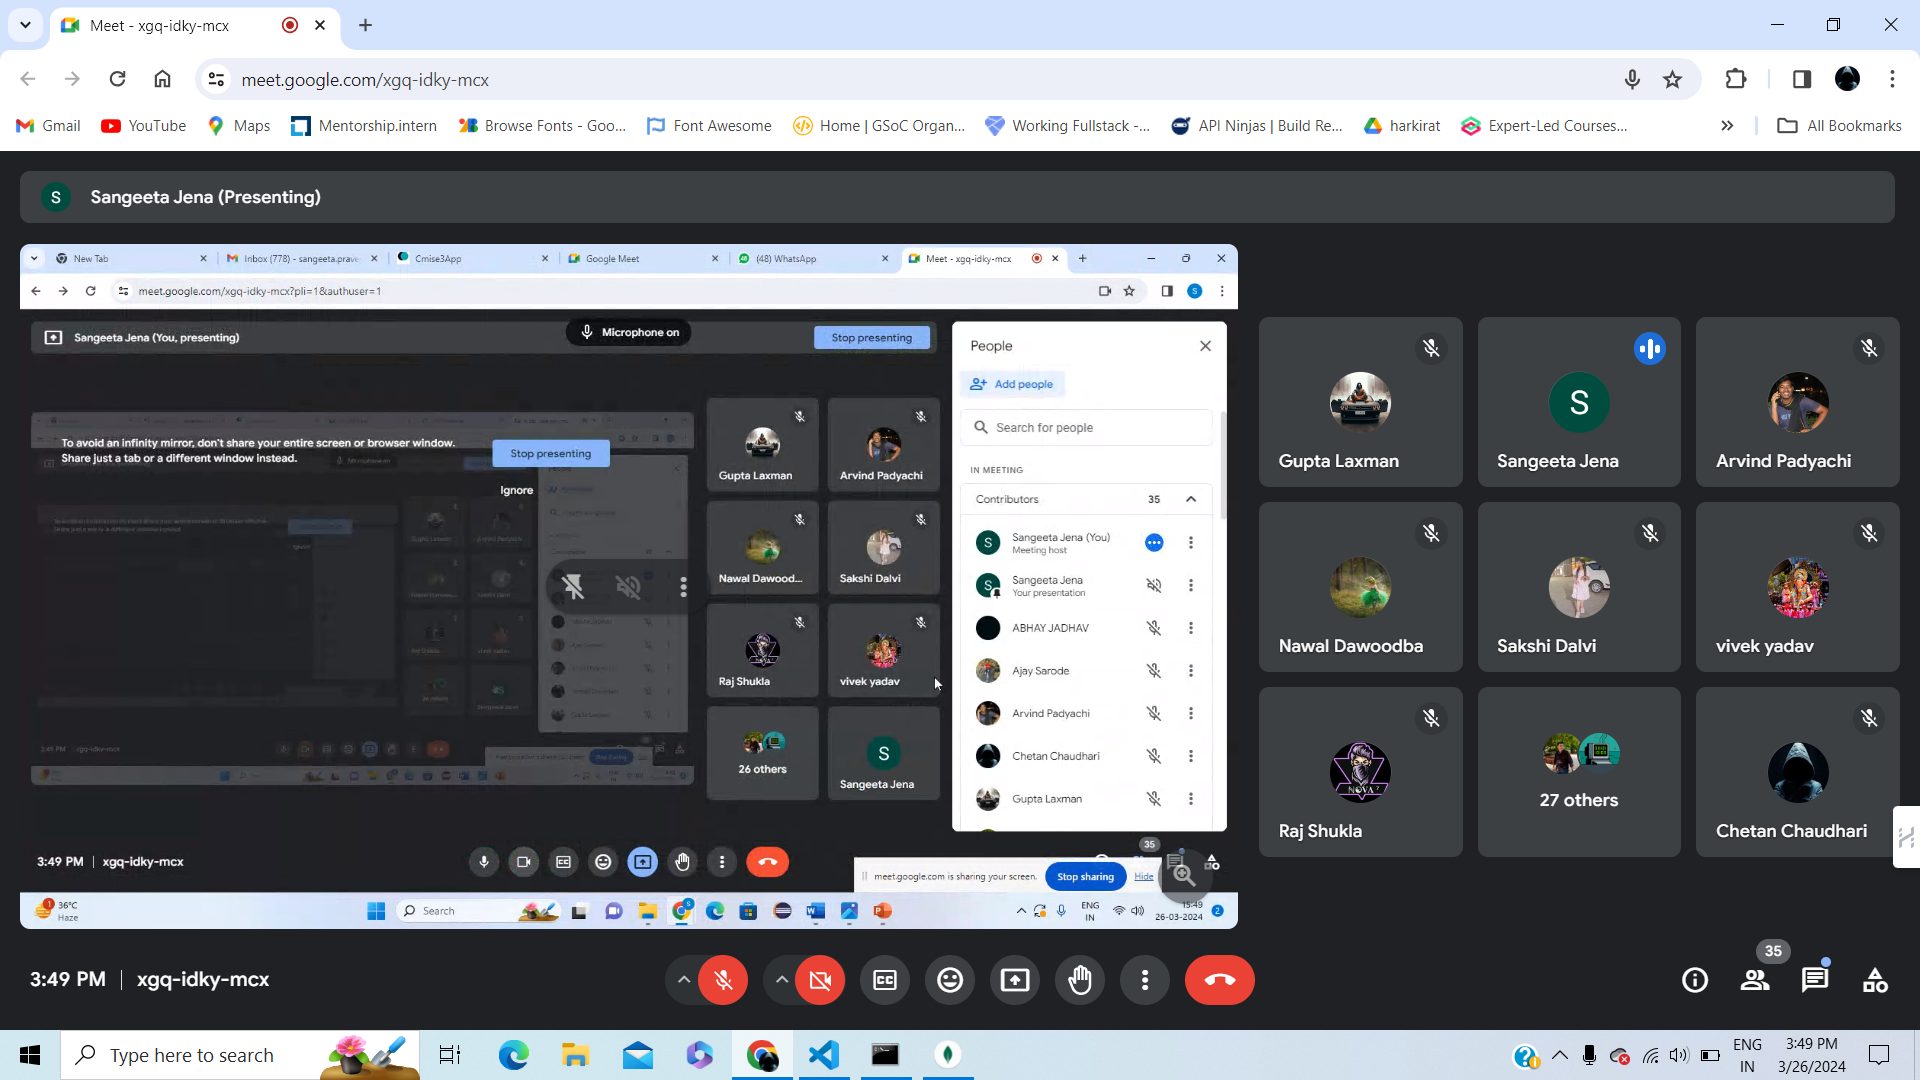 Meet - xgq-idky-mcx
meet.google.com/xgq-idky-mcx
Gmail
YouTube
Maps
Mentorship.intern
Browse Fonts - Goo...
Font Awesome
Home | GSoC Organ...
Working Fullstack -...
API Ninjas | Build Re...
harkirat
Expert-Led Courses...
All Bookmarks
S
Sangeeta Jena (Presenting)
New Tab
Inbox (778) - sangeeta.prave
Cmise3App
Google Meet
(48) WhatsApp
Meet - xgq-idky-mcx
meet.google.com/xgq-idky-mcx?pli=1&authuser=1
S
Sangeeta Jena (You, presenting)
Microphone on
Stop presenting
To avoid an infinity mirror, don't share your entire screen or browser window.
Share just a tab or a different window instead.
Stop presenting
Ignore
Gupta Laxman
Arvind Padyachi
Nawal Dawood...
Sakshi Dalvi
Raj Shukla
vivek yadav
26 others
S
Sangeeta Jena
People
Add people
Search for people
IN MEETING
Contributors
35
S
Sangeeta Jena (You)
Meeting host
S
Sangeeta Jena
Your presentation
ABHAY JADHAV
Ajay Sarode
Arvind Padyachi
Chetan Chaudhari
Gupta Laxman
3:49 PM
xgq-idky-mcx
35
meet.google.com is sharing your screen.
Stop sharing
Hide
1
36°C
Haze
Search
ENG
IN
15:49
26-03-2024
2
Gupta Laxman
S
Sangeeta Jena
Arvind Padyachi
Nawal Dawoodba
Sakshi Dalvi
vivek yadav
NOVA 7
Raj Shukla
27 others
Chetan Chaudhari
3:49 PM
xgq-idky-mcx
CC
35
Type here to search
ENG
IN
3:49 PM
3/26/2024